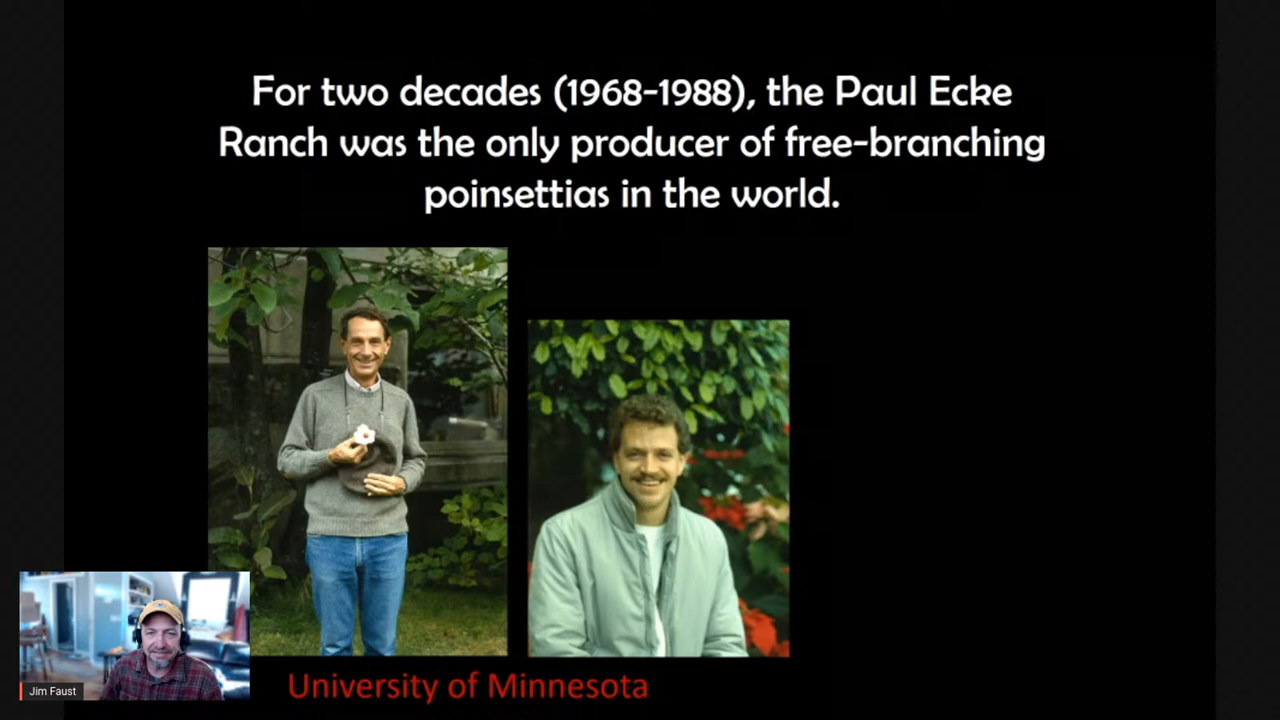 For two decades (1968-1988), the Paul Ecke
Ranch was the only producer of free-branching
poinsettias in the world.
Jim Faust
University of Minnesota